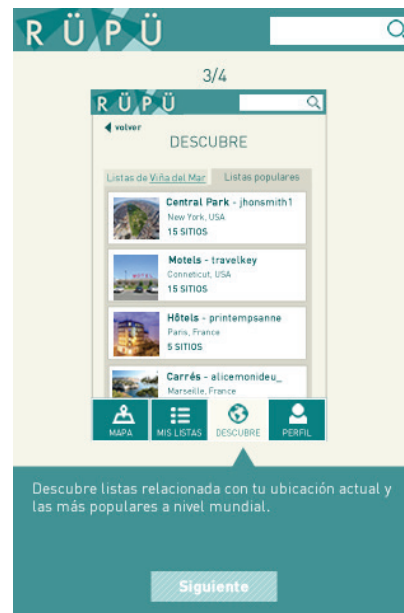 RÜPÜ
3/4
RÜPÜ
volver
DESCUBRE
Listas de Viña del Mar Listas populares
Central Park - jhonsmith1
New York, USA
15 SITIOS
Motels - travelkey
Conneticut, USA
15 SITIOS
Hôtels - printempsanne
Paris, France
5 SITIOS
Carrés - alicemonideu_
Marseille, France
MAPA MIS LISTAS DESCUBRE PERFIL
Descubre listas relacionada con tu ubicación actual y
las más populares a nivel mundial.
Siguiente